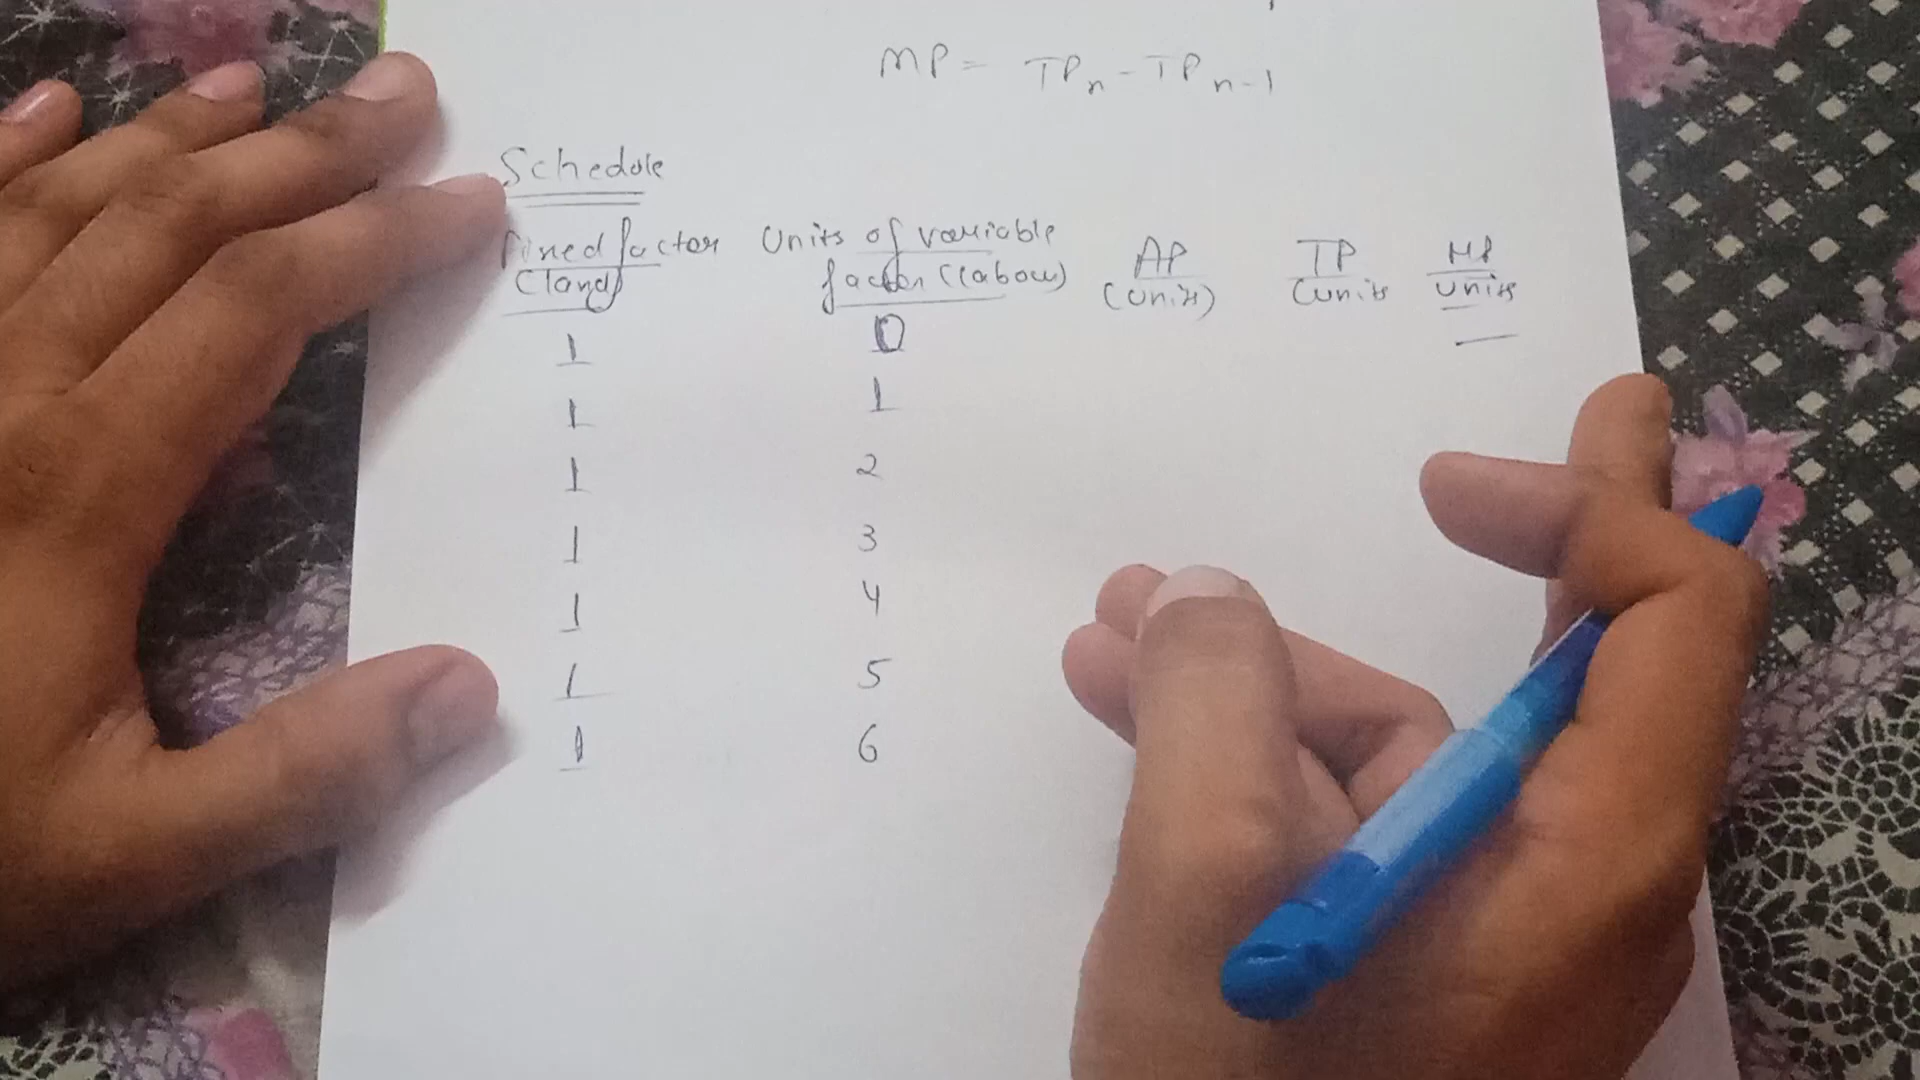 MP = TPn - TPn-1
Schedule
fixed factor Units of variable AP TP MP
(land) factor (labour) (units) (units units
1 0 —
1 1
1 2
1 3
1 4
1 5
1 6